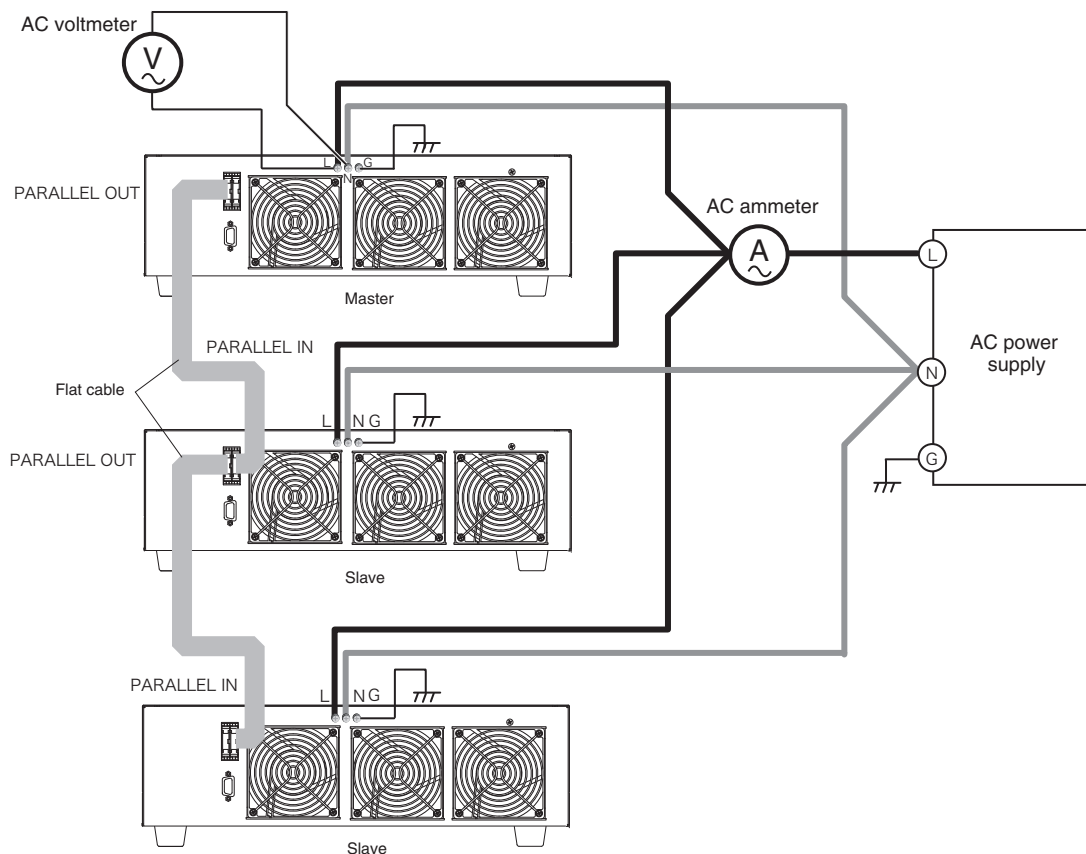 AC voltmeter
V
L N G
PARALLEL OUT
Master
AC ammeter
A
L
AC power
supply
N
G
PARALLEL IN
Flat cable
L N G
PARALLEL OUT
Slave
PARALLEL IN
L N G
Slave